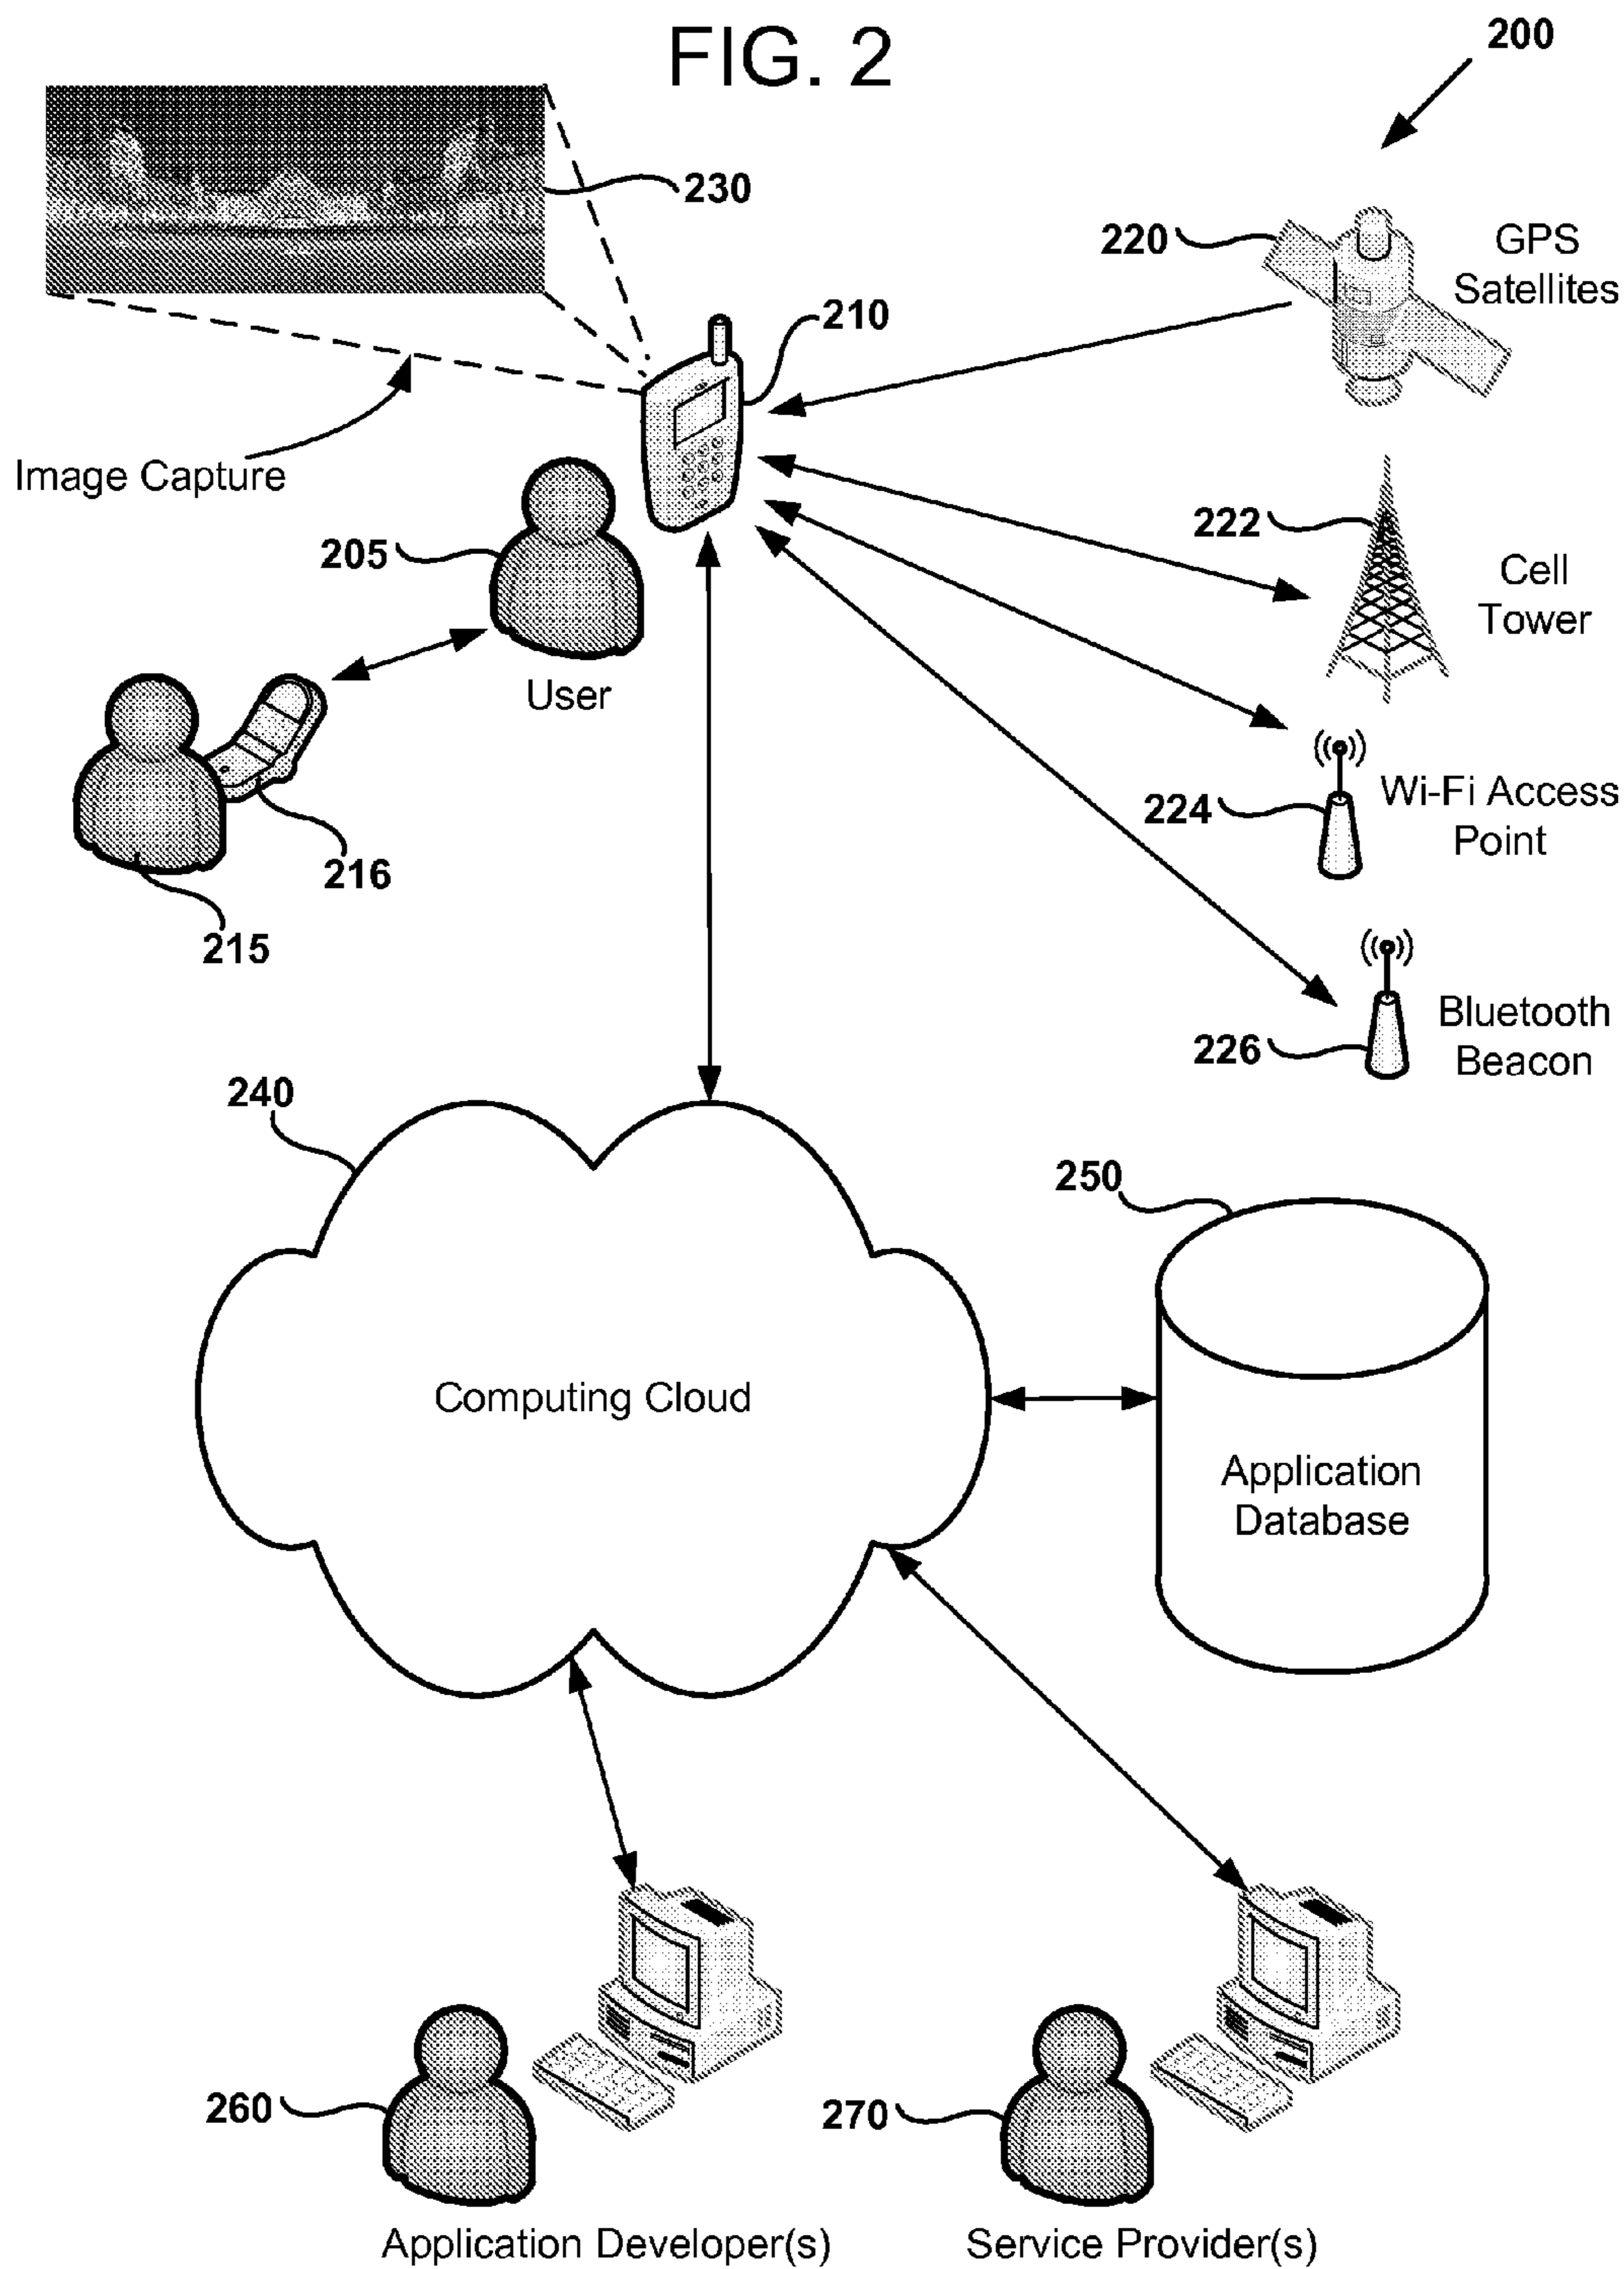 FIG. 2
200
230
220
GPS
Satellites
210
Image Capture
222
205
Cell
Tower
User
Wi-Fi Access
Point
224
216
215
Bluetooth
Beacon
226
240
250
Computing Cloud
Application
Database
260
270
Application Developer(s)
Service Provider(s)